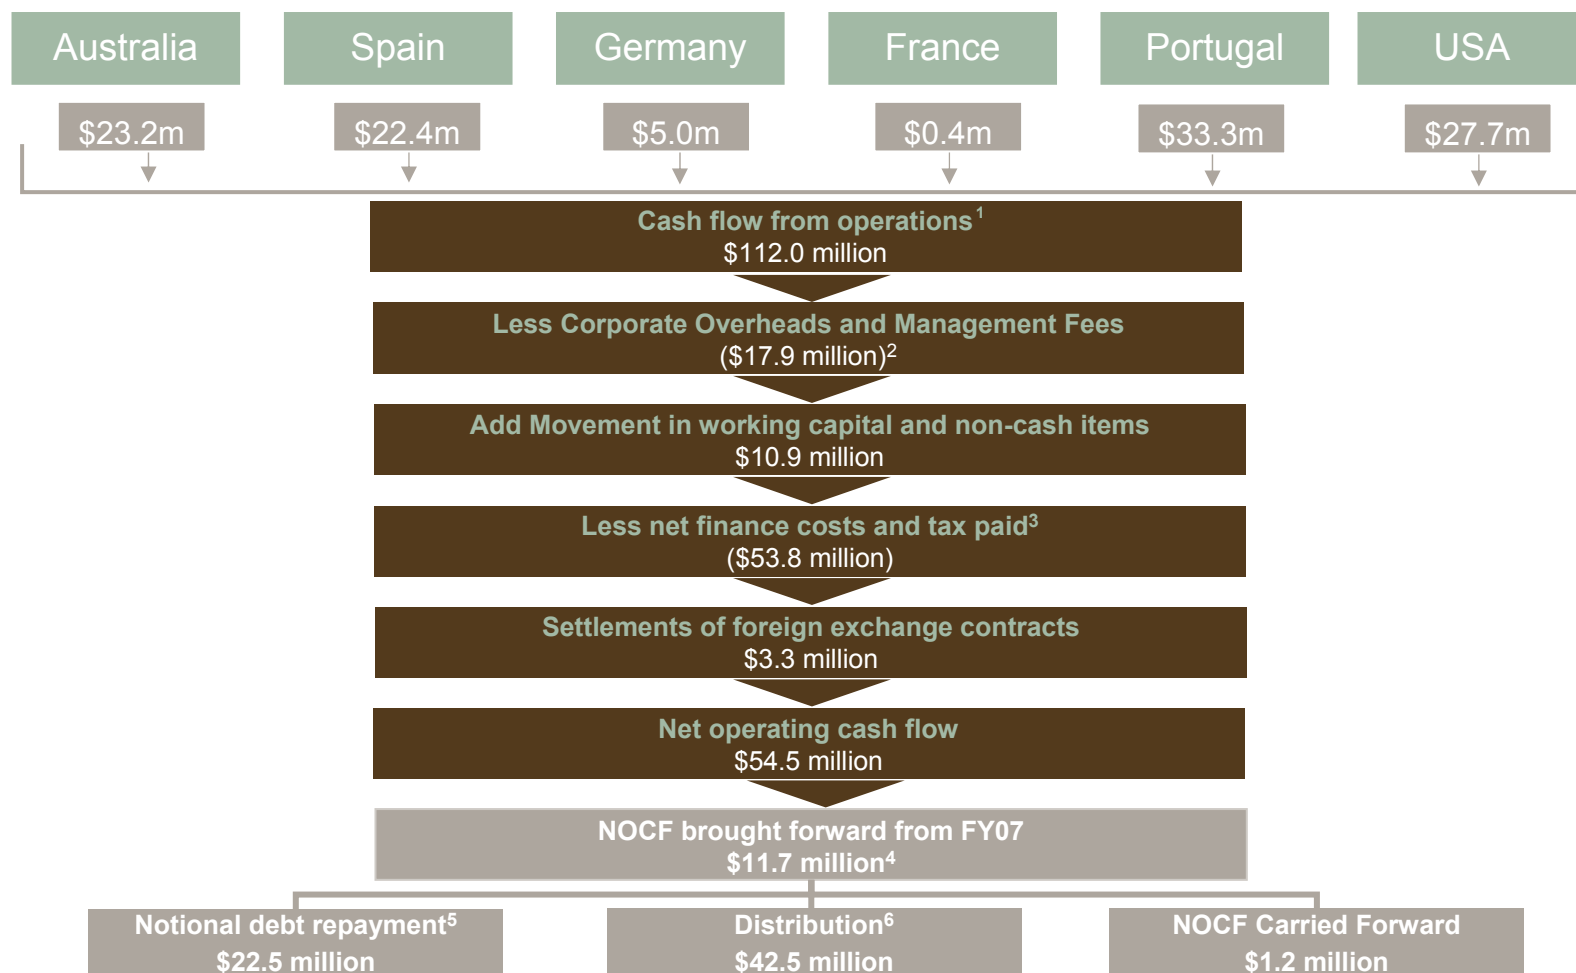 Australia
Spain
Germany
France
Portugal
USA
$23.2m
$22.4m
$5.0m
$0.4m
$33.3m
$27.7m
Cash flow from operations¹
$112.0 million
Less Corporate Overheads and Management Fees
($17.9 million)²
Add Movement in working capital and non-cash items
$10.9 million
Less net finance costs and tax paid³
($53.8 million)
Settlements of foreign exchange contracts
$3.3 million
Net operating cash flow
$54.5 million
NOCF brought forward from FY07
$11.7 million⁴
Notional debt repayment⁵
$22.5 million
Distribution⁶
$42.5 million
NOCF Carried Forward
$1.2 million